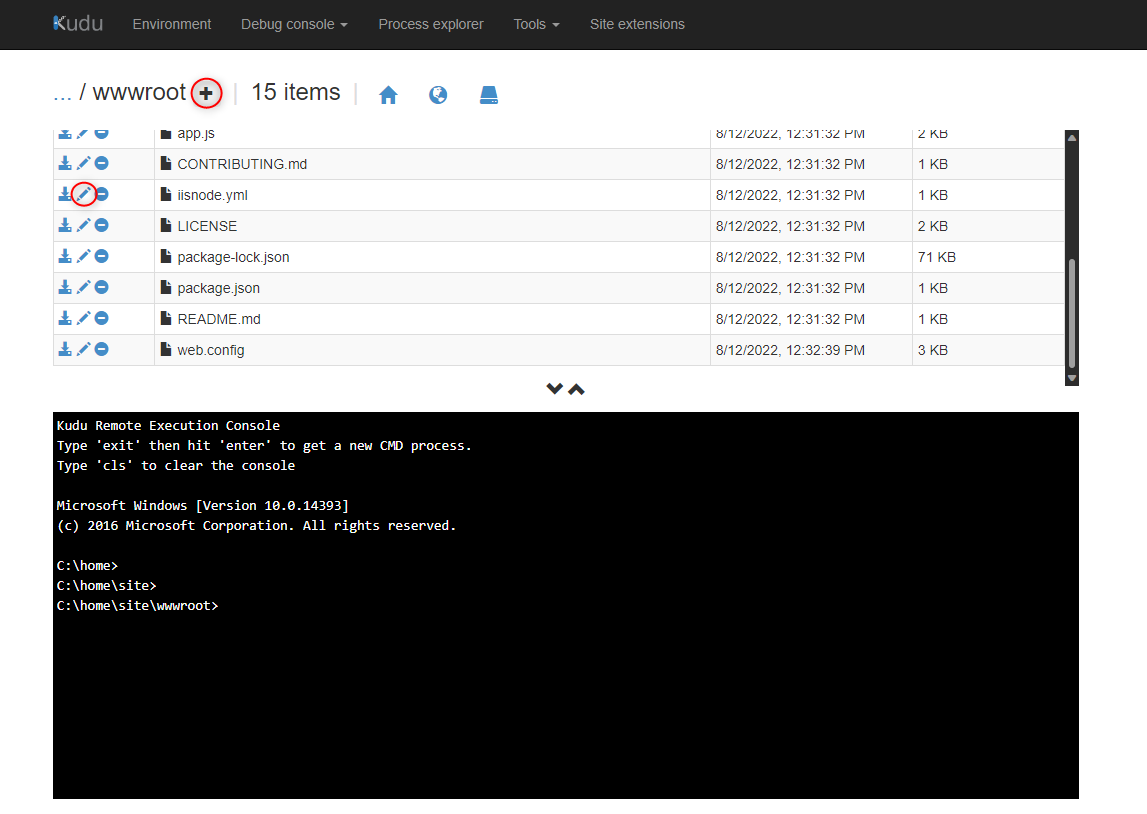 Kudu Environment Debug console Process explorer Tools Site extensions
... / wwwroot + | 15 items |
app.js 8/12/2022, 12:31:32 PM 2 KB
CONTRIBUTING.md 8/12/2022, 12:31:32 PM 1 KB
iisnode.yml 8/12/2022, 12:31:32 PM 1 KB
LICENSE 8/12/2022, 12:31:32 PM 2 KB
package-lock.json 8/12/2022, 12:31:32 PM 71 KB
package.json 8/12/2022, 12:31:32 PM 1 KB
README.md 8/12/2022, 12:31:32 PM 1 KB
web.config 8/12/2022, 12:32:39 PM 3 KB
Kudu Remote Execution Console
Type 'exit' then hit 'enter' to get a new CMD process.
Type 'cls' to clear the console
Microsoft Windows [Version 10.0.14393]
(c) 2016 Microsoft Corporation. All rights reserved.
C:\home>
C:\home\site>
C:\home\site\wwwroot>